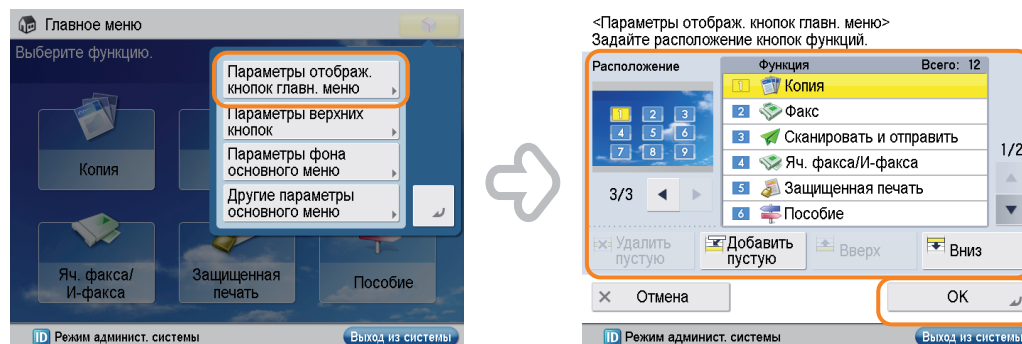 Главное меню
Выберите функцию.
Параметры отображ.
кнопок главн. меню
Параметры верхних
кнопок
Параметры фона
основного меню
Другие параметры
основного меню
Копия
Яч. факса/
И-факса
Защищенная
печать
Пособие
ID Режим админист. системы
Выход из системы
<Параметры отображ. кнопок главн. меню>
Задайте расположение кнопок функций.
Расположение
Функция Всего: 12
1 2 3
4 5 6
7 8 9
3/3
1 Копия
2 Факс
3 Сканировать и отправить
4 Яч. факса/И-факса
5 Защищенная печать
6 Пособие
1/2
Удалить
пустую
Добавить
пустую
Вверх
Вниз
Отмена
OK
ID Режим админист. системы
Выход из системы